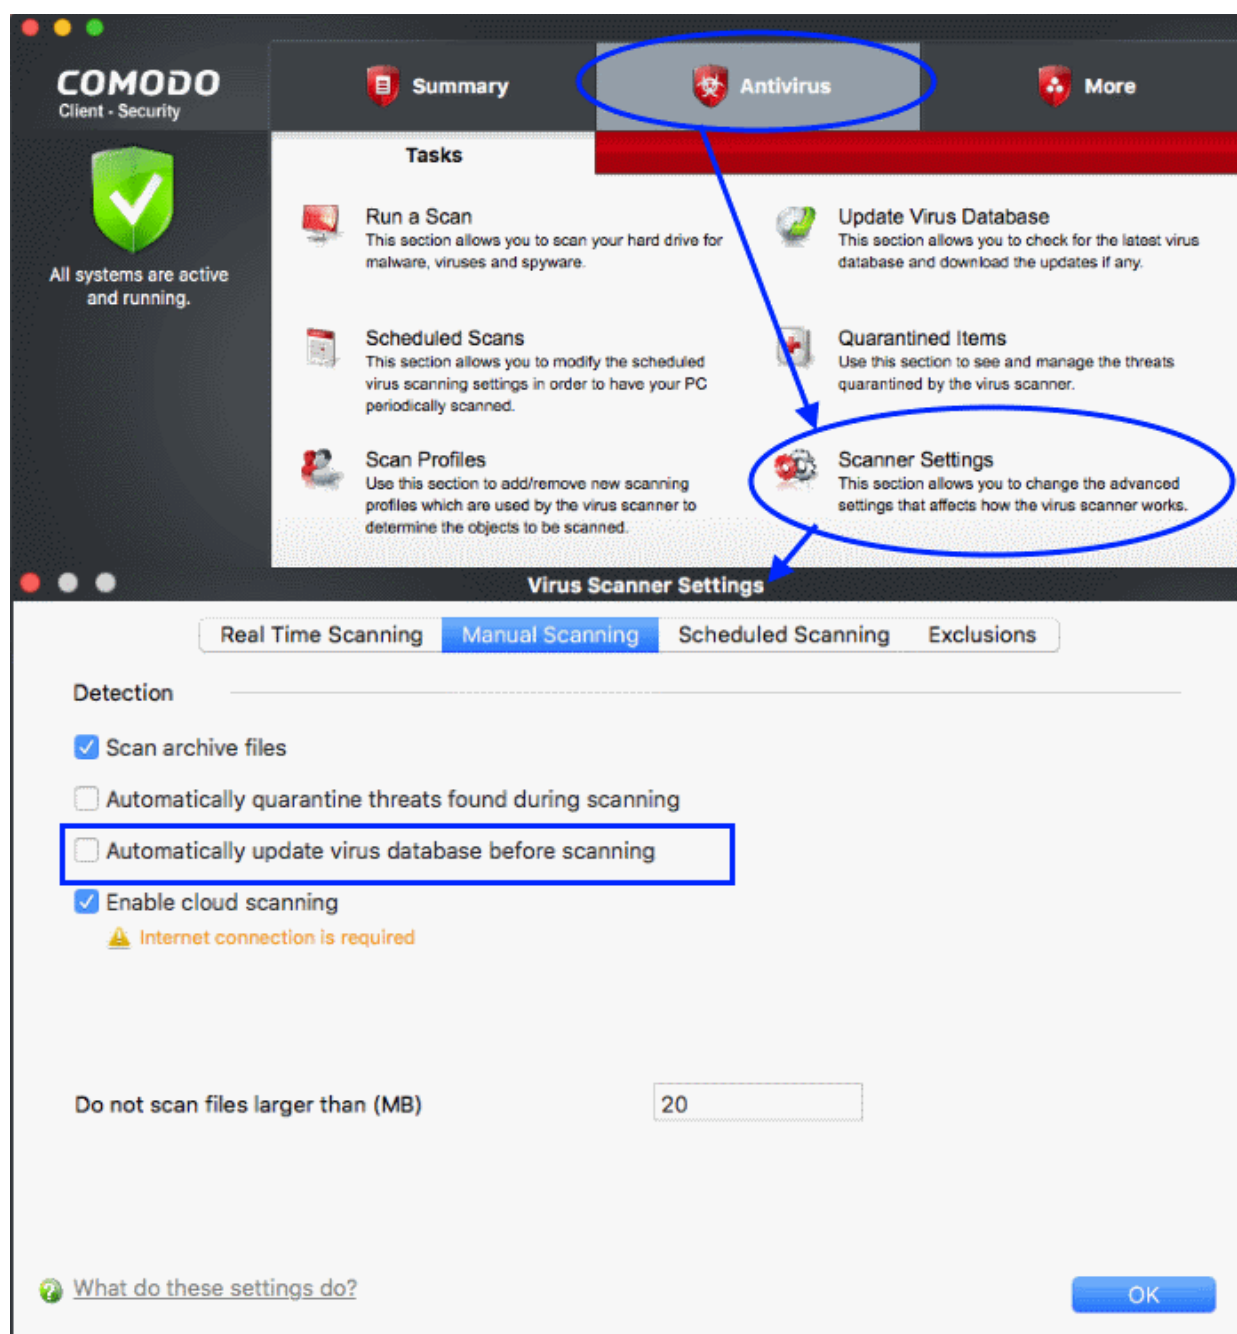 COMODO
Client - Security
Summary
Antivirus
More
Tasks
All systems are active
and running.
Run a Scan
This section allows you to scan your hard drive for
malware, viruses and spyware.
Update Virus Database
This section allows you to check for the latest virus
database and download the updates if any.
Scheduled Scans
This section allows you to modify the scheduled
virus scanning settings in order to have your PC
periodically scanned.
Quarantined Items
Use this section to see and manage the threats
quarantined by the virus scanner.
Scan Profiles
Use this section to add/remove new scanning
profiles which are used by the virus scanner to
determine the objects to be scanned.
Scanner Settings
This section allows you to change the advanced
settings that affects how the virus scanner works.
Virus Scanner Settings
Real Time Scanning
Manual Scanning
Scheduled Scanning
Exclusions
Detection
Scan archive files
Automatically quarantine threats found during scanning
Automatically update virus database before scanning
Enable cloud scanning
Internet connection is required
Do not scan files larger than (MB)
20
What do these settings do?
OK